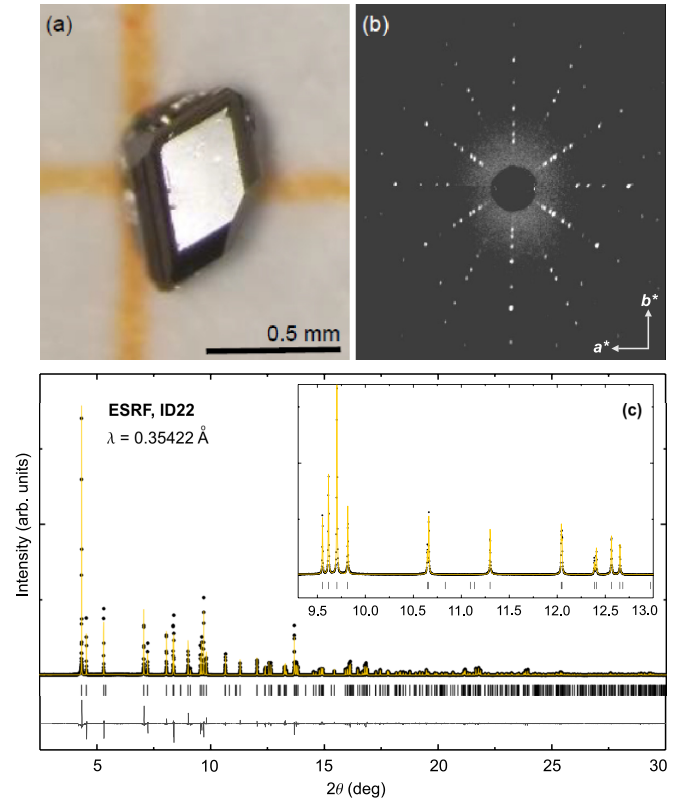 (a)
0.5 mm
(b)
b*
a*
ESRF, ID22
λ = 0.35422 Å
(c)
9.5 10.0 10.5 11.0 11.5 12.0 12.5 13.0
Intensity (arb. units)
5 10 15 20 25 30
2θ (deg)